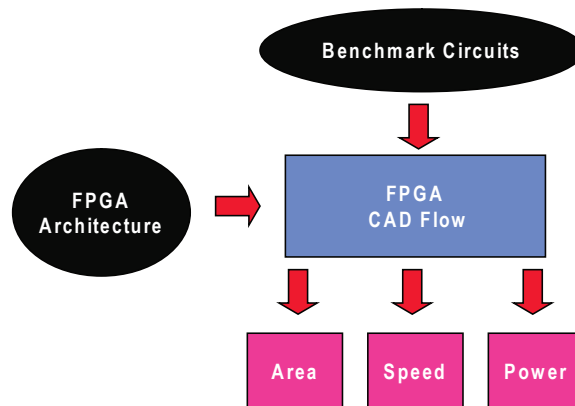 Benchmark Circuits
FPGA
Architecture
FPGA
CAD Flow
Area
Speed
Power